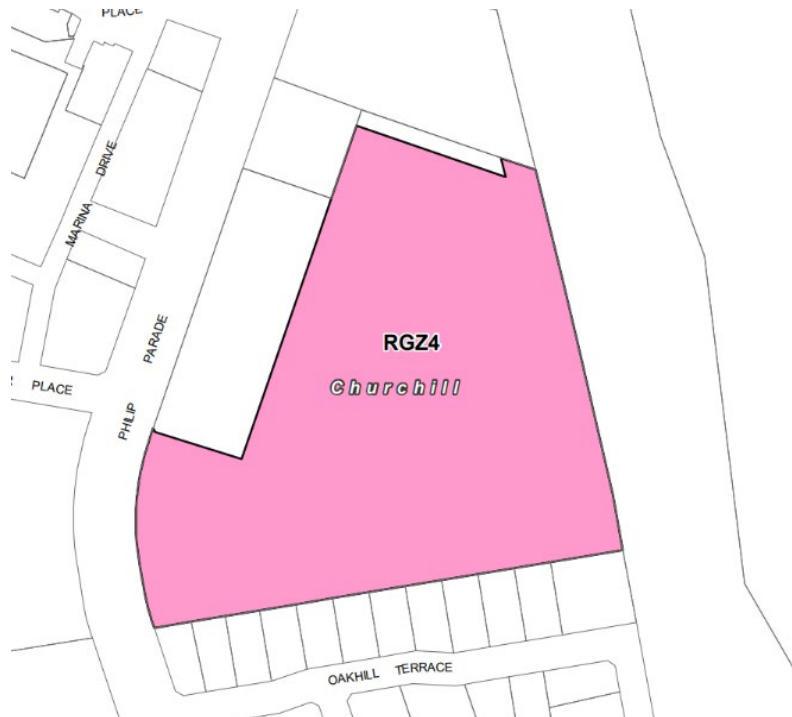 PLACE
MARINA DRIVE
PHILIP PARADE
PLACE
RGZ4
Churchill
OAKHILL TERRACE